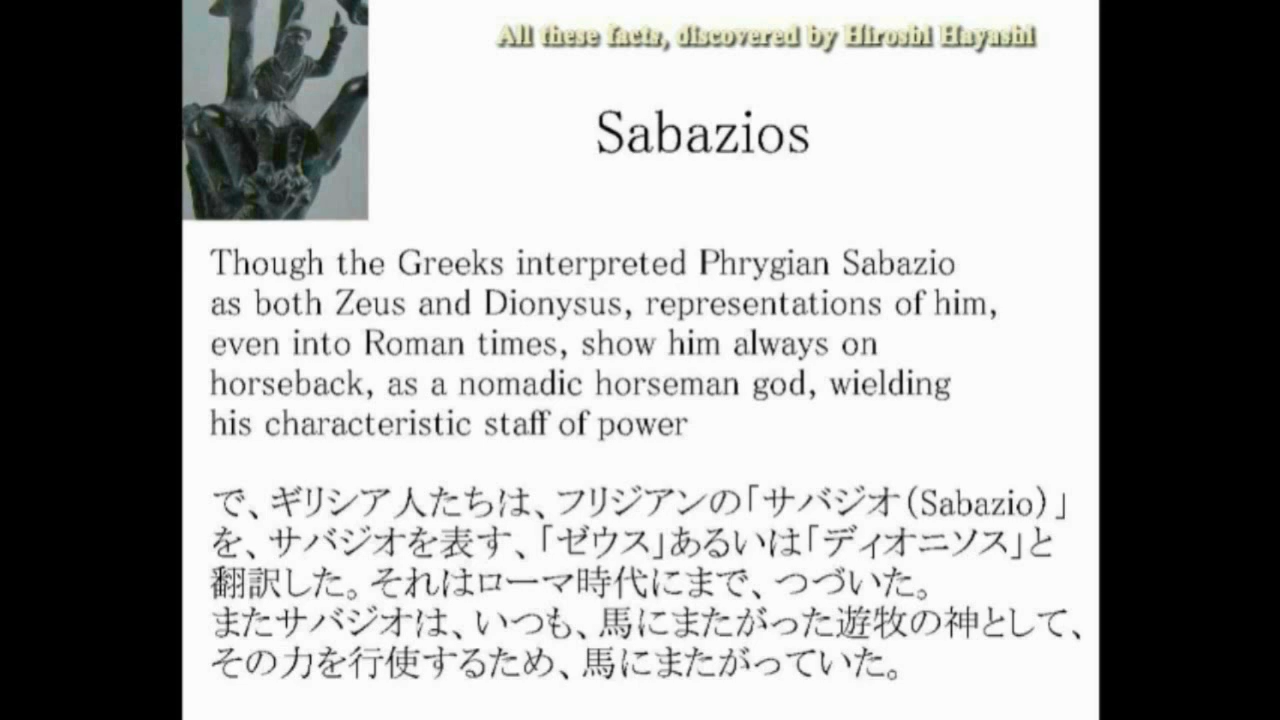 All these facts, discovered by Hiroshi Hayashi
Sabazios
Though the Greeks interpreted Phrygian Sabazio
as both Zeus and Dionysus, representations of him,
even into Roman times, show him always on
horseback, as a nomadic horseman god, wielding
his characteristic staff of power
で、ギリシア人たちは、フリジアンの「サバジオ(Sabazio)」
を、サバジオを表す、「ゼウス」あるいは「ディオニソス」と
翻訳した。それはローマ時代にまで、つづいた。
またサバジオは、いつも、馬にまたがった遊牧の神として、
その力を行使するため、馬にまたがっていた。